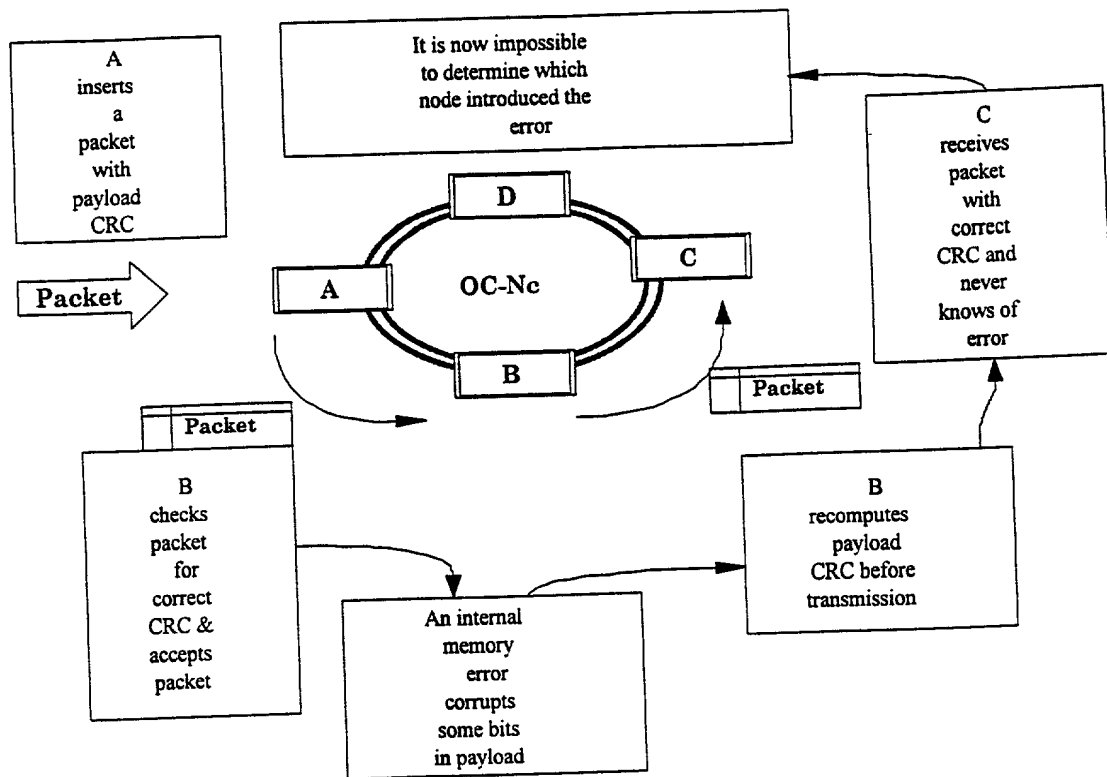 A
inserts
a
packet
with
payload
CRC
It is now impossible
to determine which
node introduced the
error
C
receives
packet
with
correct
CRC and
never
knows of
error
D
A
OC-Nc
C
B
Packet
Packet
Packet
B
checks
packet
for
correct
CRC &
accepts
packet
An internal
memory
error
corrupts
some bits
in payload
B
recomputes
payload
CRC before
transmission